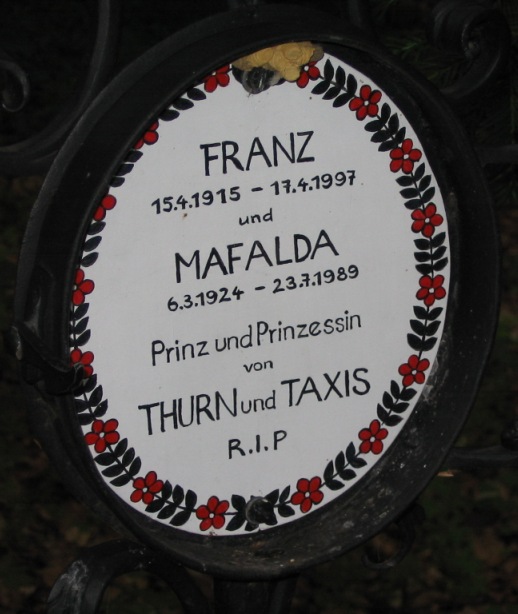 FRANZ
15.4.1915 - 17.4.1997
und
MAFALDA
6.3.1924 - 23.7.1989
Prinz und Prinzessin
von
THURN und TAXIS
R.I.P